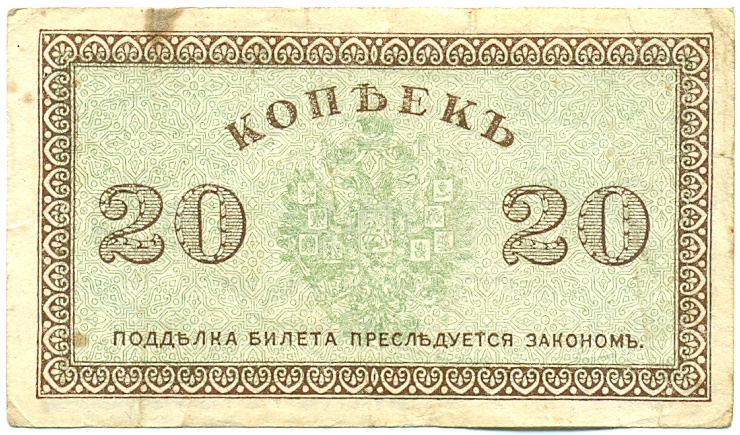 КОПѢЕКЪ
20 20
ПОДДѢЛКА БИЛЕТА ПРЕСЛѢДУЕТСЯ ЗАКОНОМЪ.